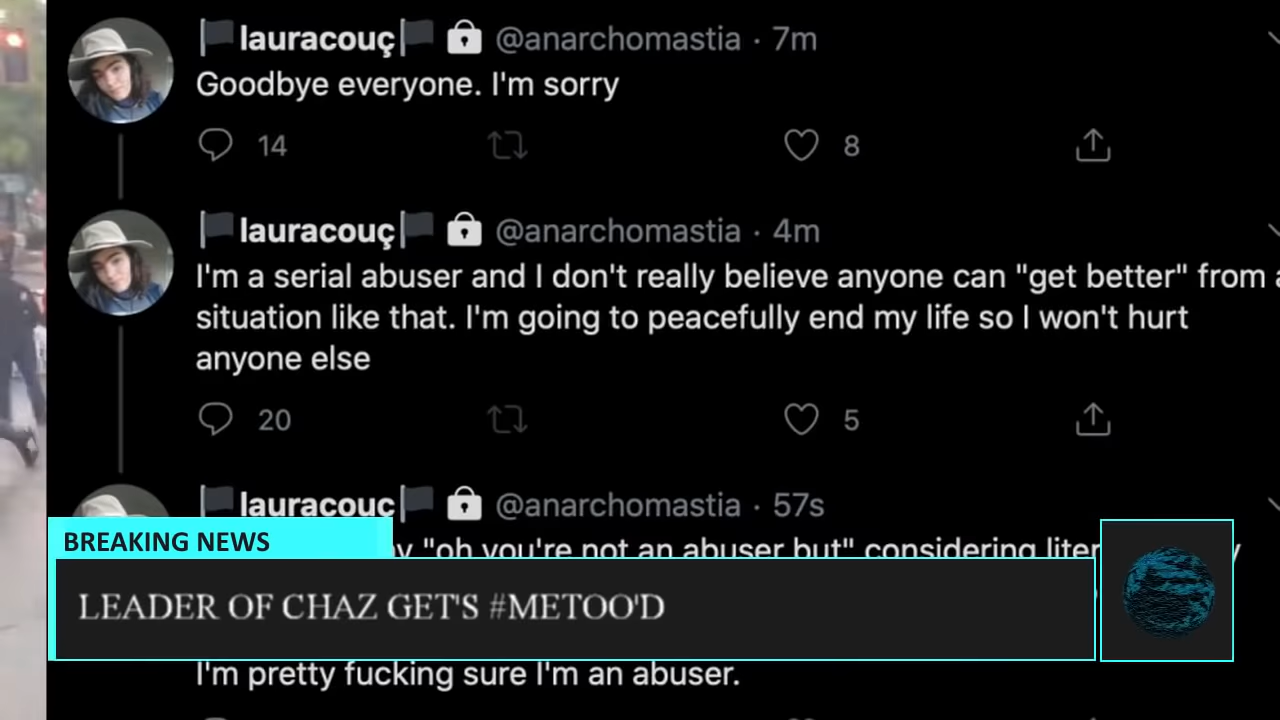 lauracouç @anarchomastia · 7m
Goodbye everyone. I'm sorry
14 8
lauracouç @anarchomastia · 4m
I'm a serial abuser and I don't really believe anyone can "get better" from
situation like that. I'm going to peacefully end my life so I won't hurt
anyone else
20 5
lauracouç @anarchomastia · 57s
"oh you're not an abuser but" considering
BREAKING NEWS
LEADER OF CHAZ GET'S #METOO'D
I'm pretty fucking sure I'm an abuser.